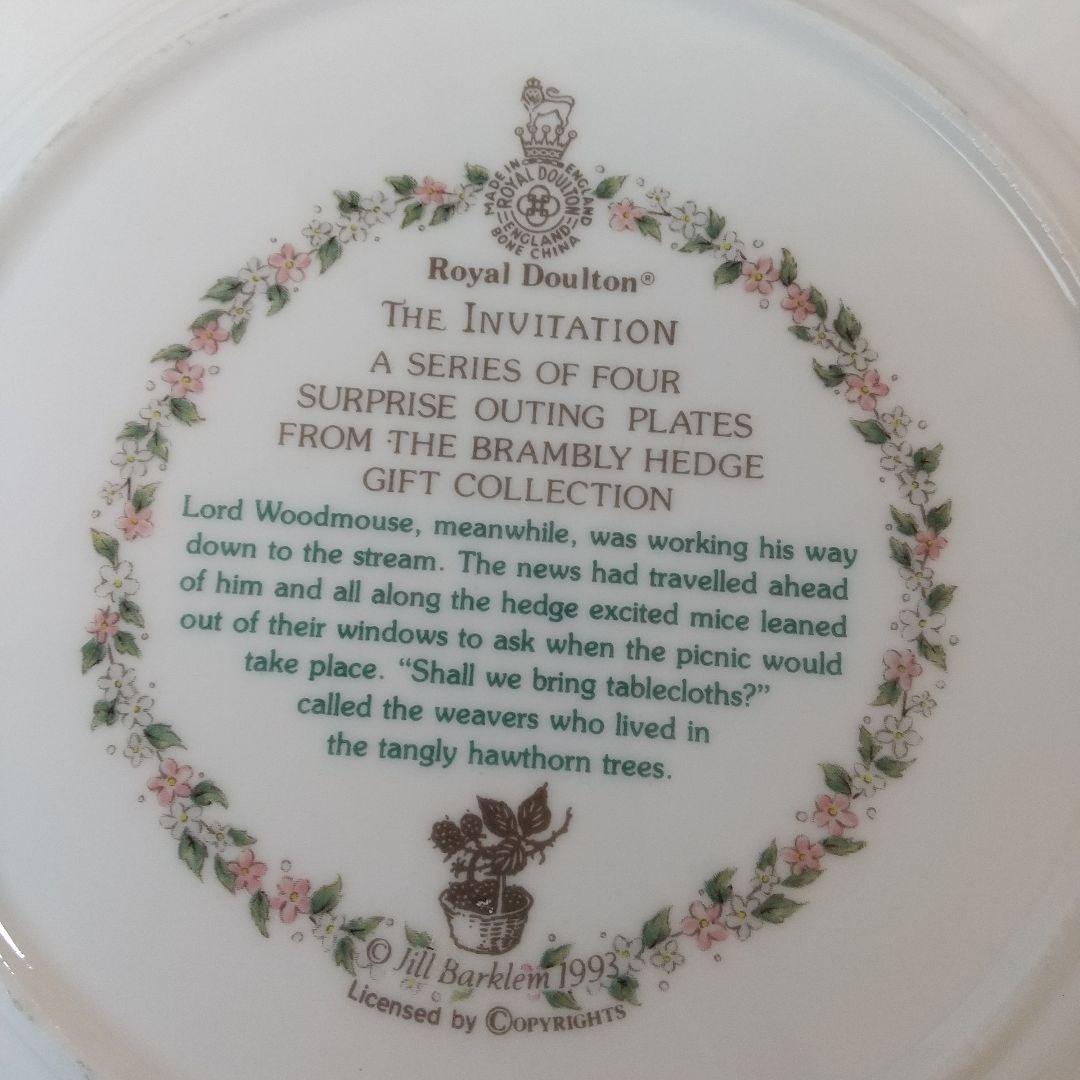 MADE IN ENGLAND
ROYAL DOULTON
ENGLAND
BONE CHINA
Royal Doulton®
THE INVITATION
A SERIES OF FOUR
SURPRISE OUTING PLATES
FROM THE BRAMBLY HEDGE
GIFT COLLECTION
Lord Woodmouse, meanwhile, was working his way
down to the stream. The news had travelled ahead
of him and all along the hedge excited mice leaned
out of their windows to ask when the picnic would
take place. “Shall we bring tablecloths?”
called the weavers who lived in
the tangly hawthorn trees.
© Jill Barklem 1993
Licensed by ©OPYRIGHTS